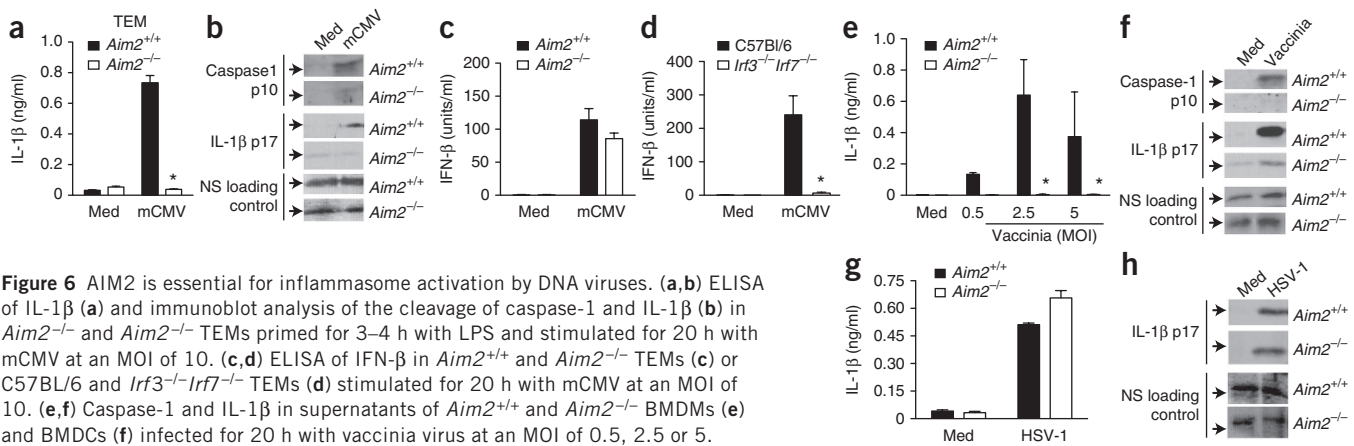 a
TEM
Aim2+/+
Aim2−/−
IL-1β (ng/ml)
1.0
0.8
0.6
0.4
0.2
0
*
Med
mCMV
b
Med
mCMV
Caspase1
p10
Aim2+/+
Aim2−/−
IL-1β p17
Aim2+/+
Aim2−/−
NS loading
control
Aim2+/+
Aim2−/−
c
Aim2+/+
Aim2−/−
IFN-β (units/ml)
200
150
100
50
0
Med
mCMV
d
C57Bl/6
Irf3−/−Irf7−/−
IFN-β (units/ml)
400
300
200
100
0
*
Med
mCMV
e
Aim2+/+
Aim2−/−
IL-1β (ng/ml)
1.0
0.8
0.6
0.4
0.2
0
*
*
Med
0.5
2.5
5
Vaccinia (MOI)
f
Med
Vaccinia
Caspase-1
p10
Aim2+/+
Aim2−/−
IL-1β p17
Aim2+/+
Aim2−/−
NS loading
control
Aim2+/+
Aim2−/−
Figure 6 AIM2 is essential for inflammasome activation by DNA viruses. (a,b) ELISA
of IL-1β (a) and immunoblot analysis of the cleavage of caspase-1 and IL-1β (b) in
Aim2−/− and Aim2−/− TEMs primed for 3–4 h with LPS and stimulated for 20 h with
mCMV at an MOI of 10. (c,d) ELISA of IFN-β in Aim2+/+ and Aim2−/− TEMs (c) or
C57BL/6 and Irf3−/−Irf7−/− TEMs (d) stimulated for 20 h with mCMV at an MOI of
10. (e,f) Caspase-1 and IL-1β in supernatants of Aim2+/+ and Aim2−/− BMDMs (e)
and BMDCs (f) infected for 20 h with vaccinia virus at an MOI of 0.5, 2.5 or 5.
g
Aim2+/+
Aim2−/−
IL-1β (ng/ml)
0.75
0.60
0.45
0.30
0.15
0
Med
HSV-1
h
Med
HSV-1
IL-1β p17
Aim2+/+
Aim2−/−
NS loading
control
Aim2+/+
Aim2−/−